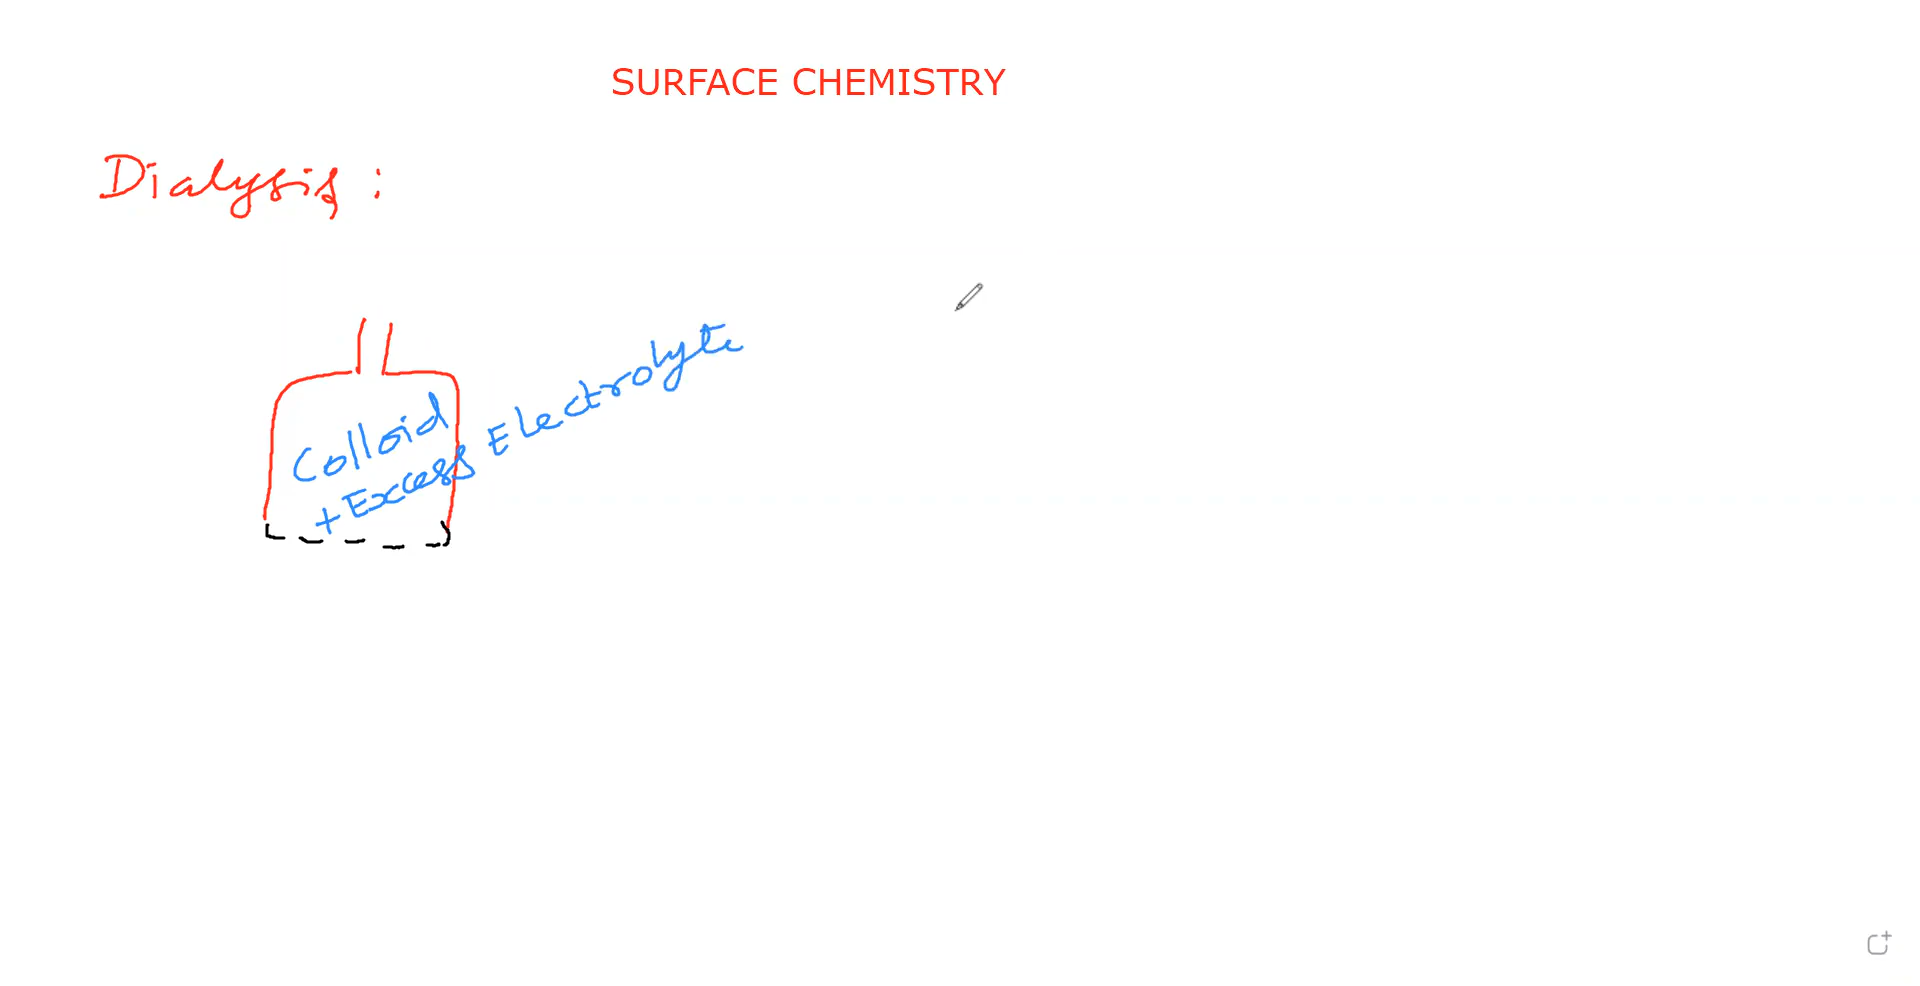 SURFACE CHEMISTRY
Dialysis :
Colloid
+ Excess Electrolyte